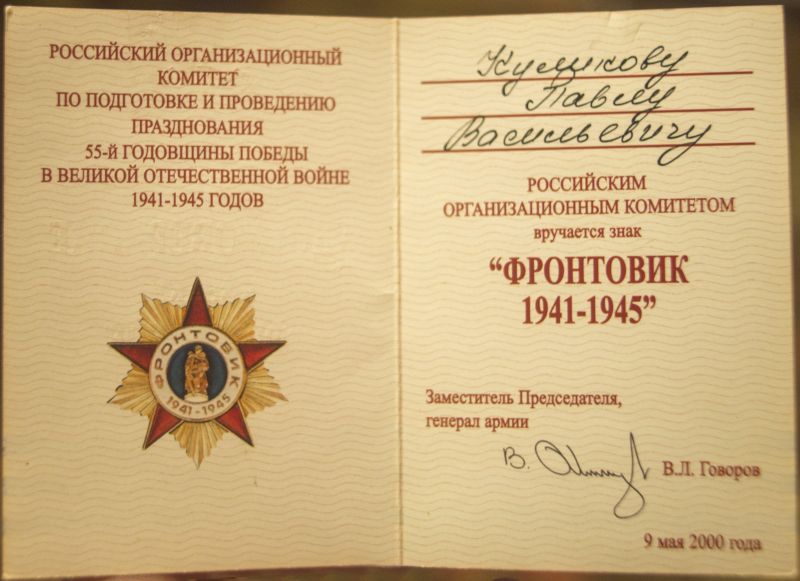 РОССИЙСКИЙ ОРГАНИЗАЦИОННЫЙ
КОМИТЕТ
ПО ПОДГОТОВКЕ И ПРОВЕДЕНИЮ
ПРАЗДНОВАНИЯ
55-й ГОДОВЩИНЫ ПОБЕДЫ
В ВЕЛИКОЙ ОТЕЧЕСТВЕННОЙ ВОЙНЕ
1941-1945 ГОДОВ
ФРОНТОВИК
1941-1945
Куликову
Павлу
Васильевичу
РОССИЙСКИМ
ОРГАНИЗАЦИОННЫМ КОМИТЕТОМ
вручается знак
“ФРОНТОВИК
1941-1945”
Заместитель Председателя,
генерал армии
В.Л. Говоров
9 мая 2000 года